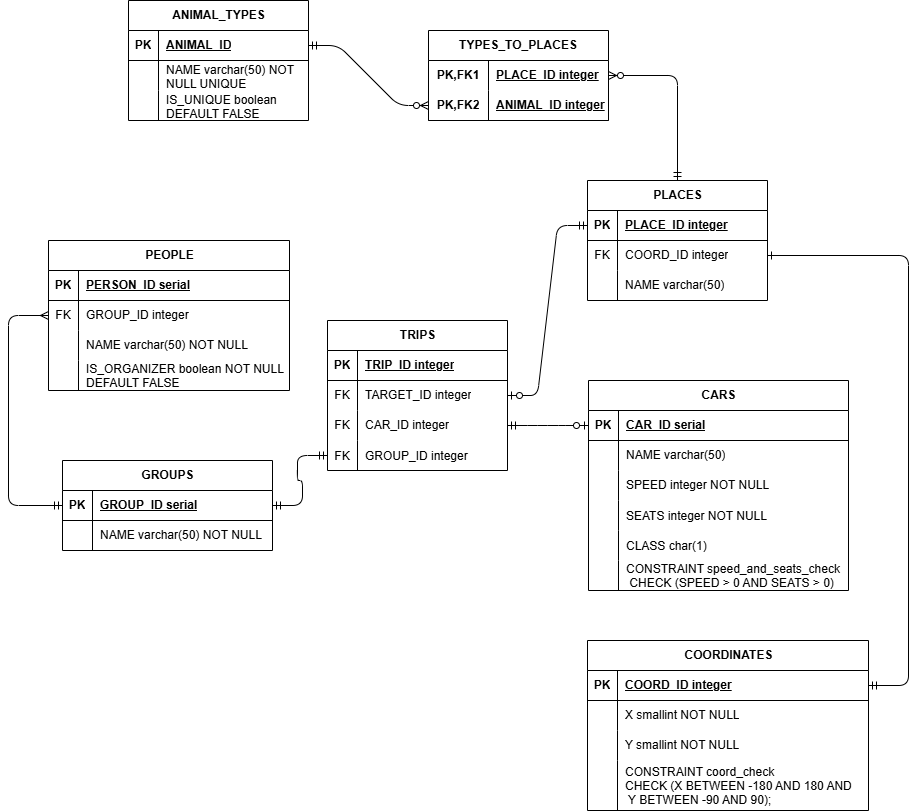 ANIMAL_TYPES
PK ANIMAL_ID
NAME varchar(50) NOT
NULL UNIQUE
IS_UNIQUE boolean
DEFAULT FALSE
TYPES_TO_PLACES
PK,FK1 PLACE_ID integer
PK,FK2 ANIMAL_ID integer
PLACES
PK PLACE_ID integer
FK COORD_ID integer
NAME varchar(50)
PEOPLE
PK PERSON_ID serial
FK GROUP_ID integer
NAME varchar(50) NOT NULL
IS_ORGANIZER boolean NOT NULL
DEFAULT FALSE
TRIPS
PK TRIP_ID integer
FK TARGET_ID integer
FK CAR_ID integer
FK GROUP_ID integer
CARS
PK CAR_ID serial
NAME varchar(50)
SPEED integer NOT NULL
SEATS integer NOT NULL
CLASS char(1)
CONSTRAINT speed_and_seats_check
CHECK (SPEED > 0 AND SEATS > 0)
GROUPS
PK GROUP_ID serial
NAME varchar(50) NOT NULL
COORDINATES
PK COORD_ID integer
X smallint NOT NULL
Y smallint NOT NULL
CONSTRAINT coord_check
CHECK (X BETWEEN -180 AND 180 AND
Y BETWEEN -90 AND 90);